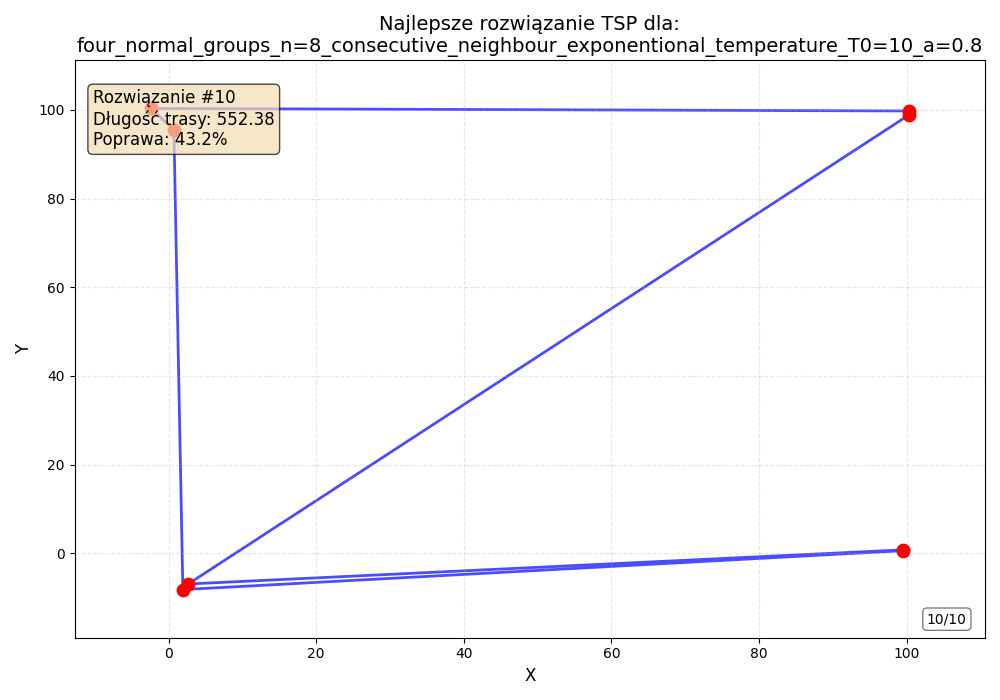 Najlepsze rozwiązanie TSP dla:
four_normal_groups_n=8_consecutive_neighbour_exponentional_temperature_T0=10_a=0.8
Rozwiązanie #10
Długość trasy: 552.38
Poprawa: 43.2%
100
80
60
40
20
0
Y
10/10
0 20 40 60 80 100
X